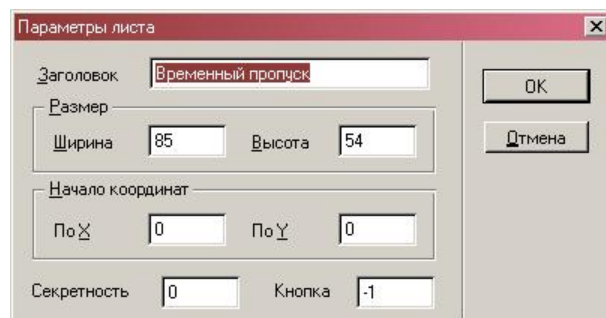 Параметры листа
Заголовок Временный пропуск
OK
Размер
Ширина 85 Высота 54
Отмена
Начало координат
По X 0 По Y 0
Секретность 0 Кнопка -1